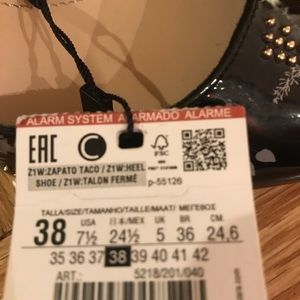 ALARM SYSTEM ALARMADO ALARME
EAC
FSC
Z1W:ZAPATO TACO / Z1W:HEEL
SHOE / Z1W:TALON FERMÉ
p-55126
TALLA/SIZE/TAMANHO/TAILLE/MAAT/ ΜΕΓΕΘΟΣ
USA UK BR CM
38 7½ 24½ 5 36 24,6
35 36 37 38 39 40 41 42
ART.: 5218/201/040